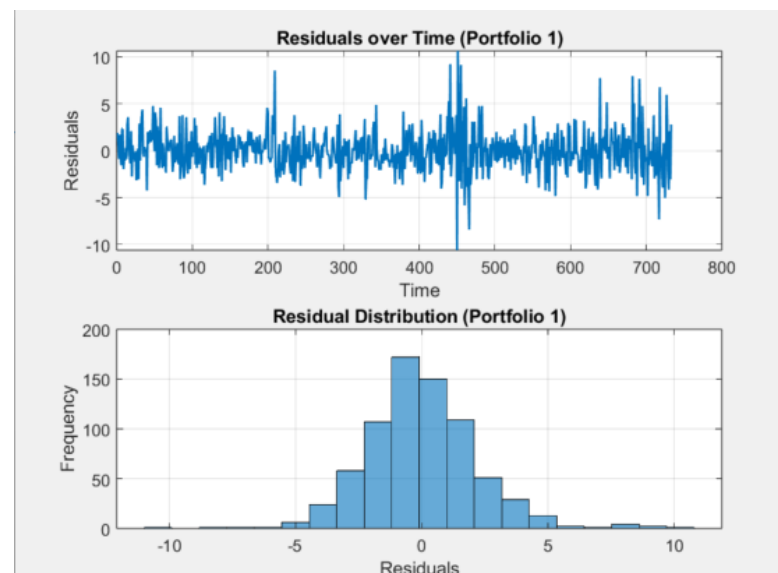 Residuals over Time (Portfolio 1)
10
5
0
-5
-10
Residuals
0 100 200 300 400 500 600 700 800
Time
Residual Distribution (Portfolio 1)
200
150
100
50
0
Frequency
-10 -5 0 5 10
Residuals